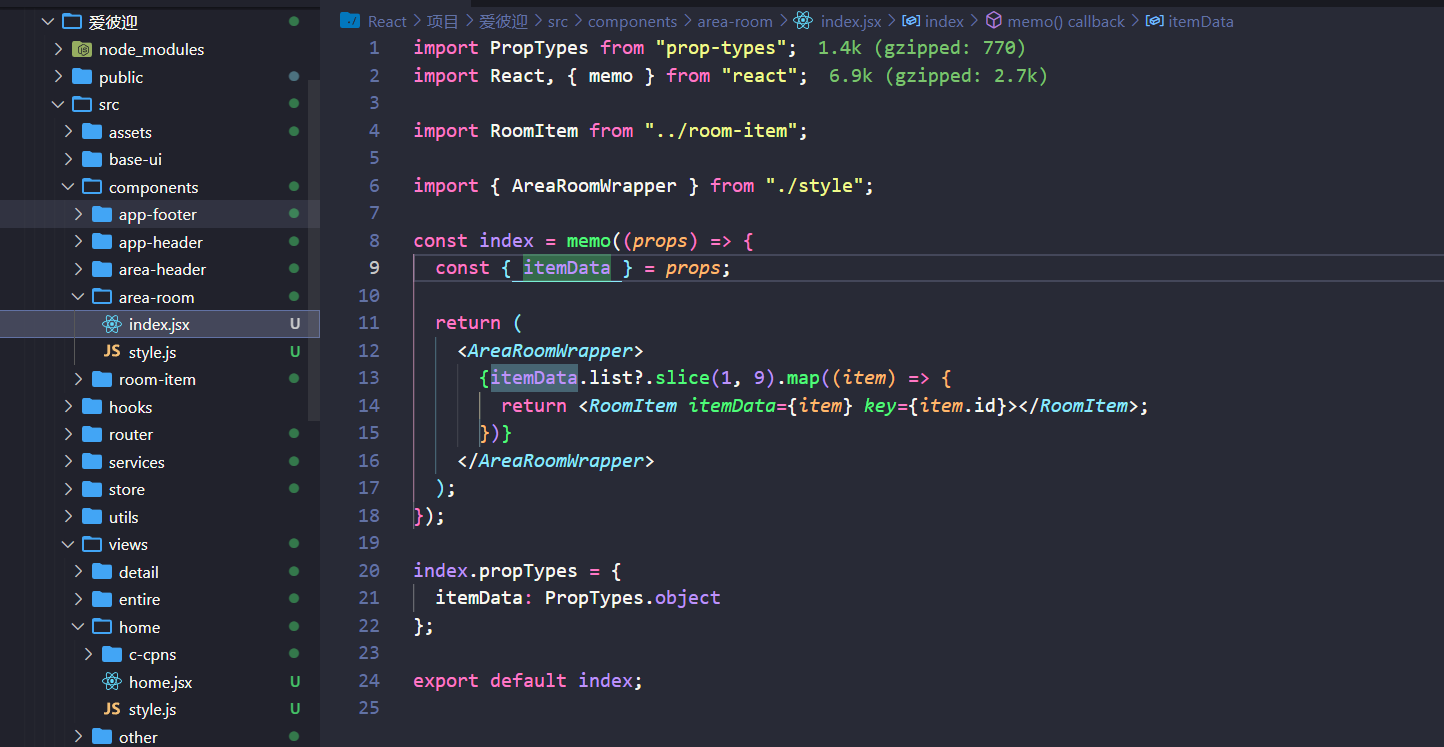 爱彼迎
node_modules
public
src
assets
base-ui
components
app-footer
app-header
area-header
area-room
index.jsx U
JS style.js U
room-item
hooks
router
services
store
utils
views
detail
entire
home
c-cpns
home.jsx U
JS style.js U
other
React > 项目 > 爱彼迎 > src > components > area-room > index.jsx > index > memo() callback > itemData
1 import PropTypes from "prop-types"; 1.4k (gzipped: 770)
2 import React, { memo } from "react"; 6.9k (gzipped: 2.7k)
3
4 import RoomItem from "../room-item";
5
6 import { AreaRoomWrapper } from "./style";
7
8 const index = memo((props) => {
9 const { itemData } = props;
10
11 return (
12 <AreaRoomWrapper>
13 {itemData.list?.slice(1, 9).map((item) => {
14 return <RoomItem itemData={item} key={item.id}></RoomItem>;
15 })}
16 </AreaRoomWrapper>
17 );
18 });
19
20 index.propTypes = {
21 itemData: PropTypes.object
22 };
23
24 export default index;
25